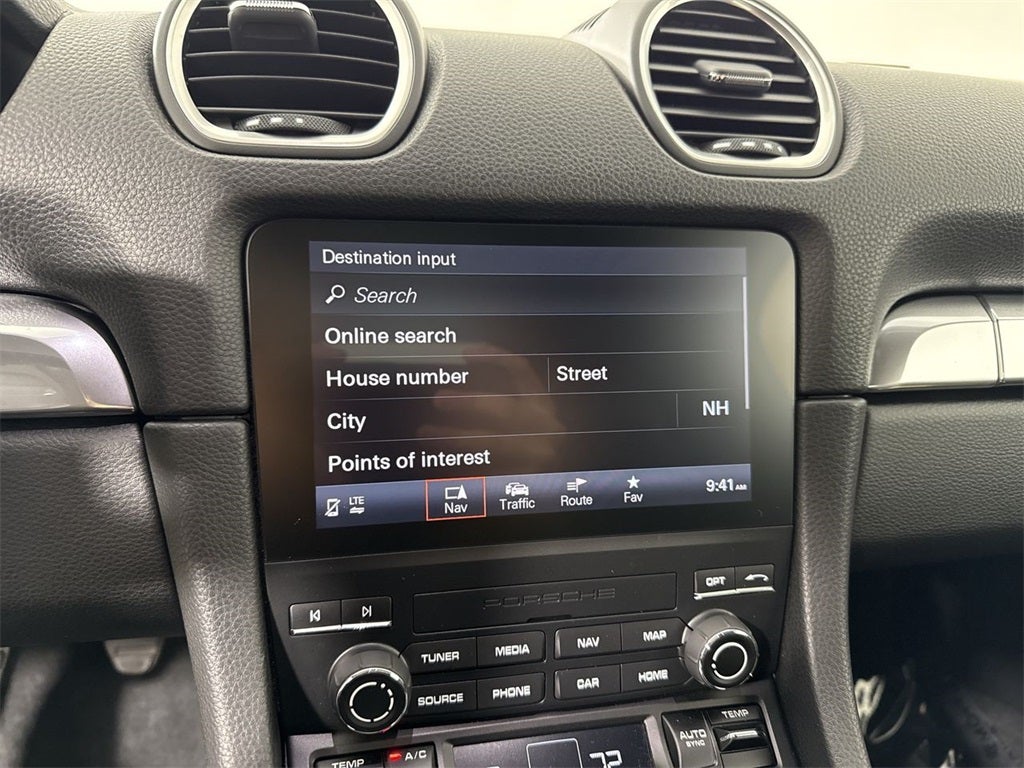 Destination input
Search
Online search
House number Street
City NH
Points of interest
LTE Nav Traffic Route Fav 9:41 AM
PORSCHE
OPT
TUNER MEDIA NAV MAP
SOURCE PHONE CAR HOME
TEMP A/C 72 AUTO SYNC TEMP